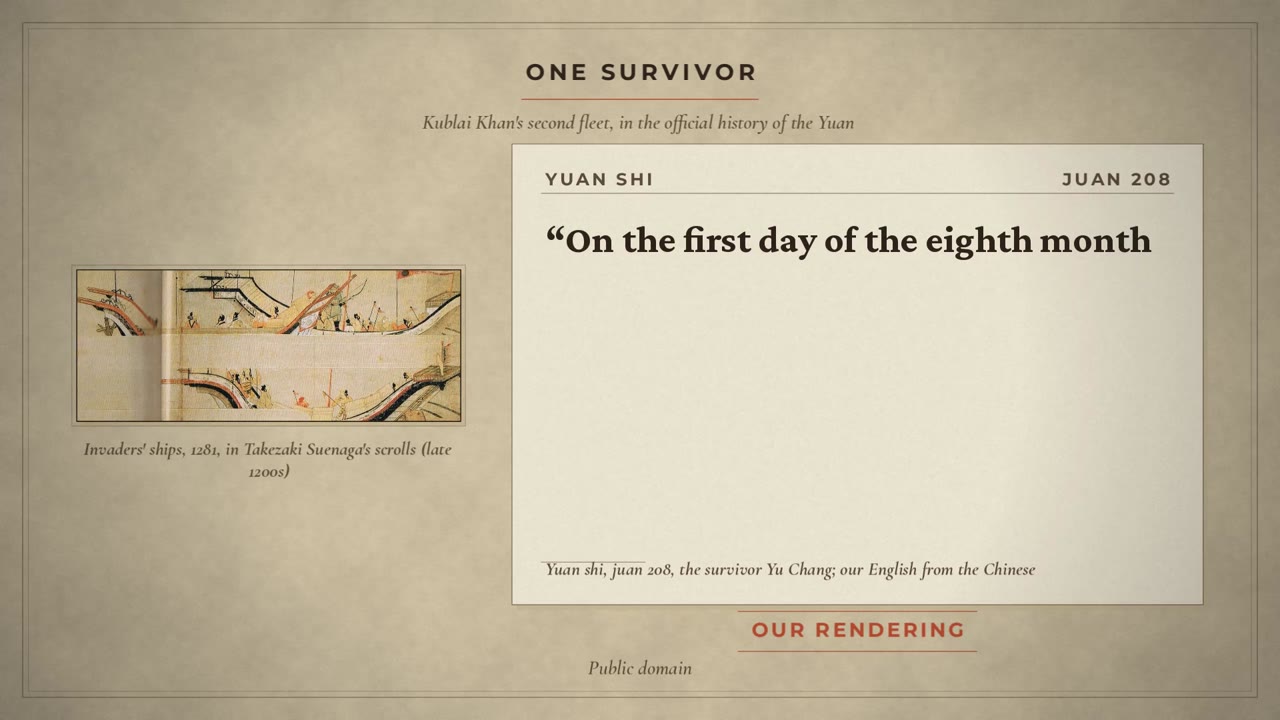 ONE SURVIVOR
Kublai Khan's second fleet, in the official history of the Yuan
YUAN SHI
JUAN 208
“On the first day of the eighth month
Invaders' ships, 1281, in Takezaki Suenaga's scrolls (late
1200s)
Yuan shi, juan 208, the survivor Yu Chang; our English from the Chinese
OUR RENDERING
Public domain